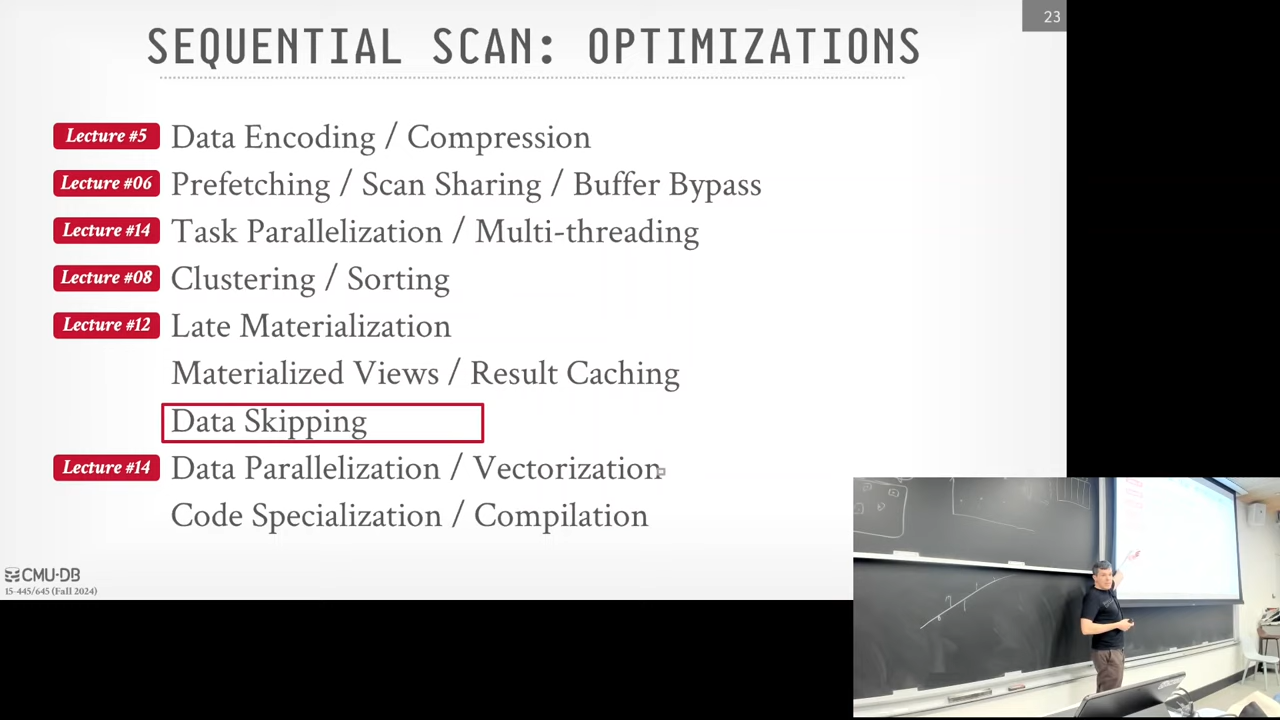 23
SEQUENTIAL SCAN: OPTIMIZATIONS
Lecture #5 Data Encoding / Compression
Lecture #06 Prefetching / Scan Sharing / Buffer Bypass
Lecture #14 Task Parallelization / Multi-threading
Lecture #08 Clustering / Sorting
Lecture #12 Late Materialization
Materialized Views / Result Caching
Data Skipping
Lecture #14 Data Parallelization / Vectorization
Code Specialization / Compilation
CMU·DB
15-445/645 (Fall 2024)